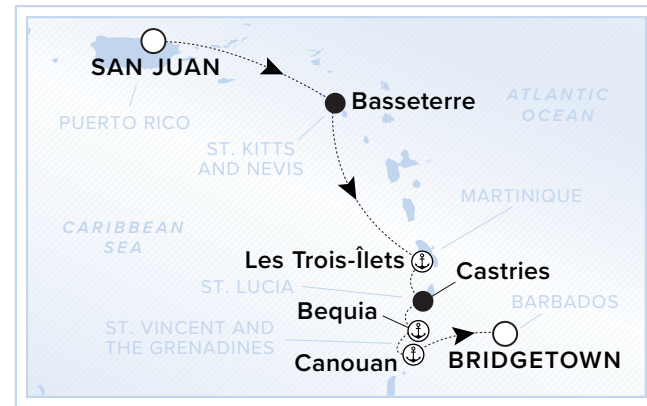 SAN JUAN
PUERTO RICO
Basseterre
ATLANTIC
OCEAN
ST. KITTS
AND NEVIS
MARTINIQUE
CARIBBEAN
SEA
Les Trois-Îlets
Castries
ST. LUCIA
Bequia
BARBADOS
ST. VINCENT AND
THE GRENADINES
Canouan
BRIDGETOWN